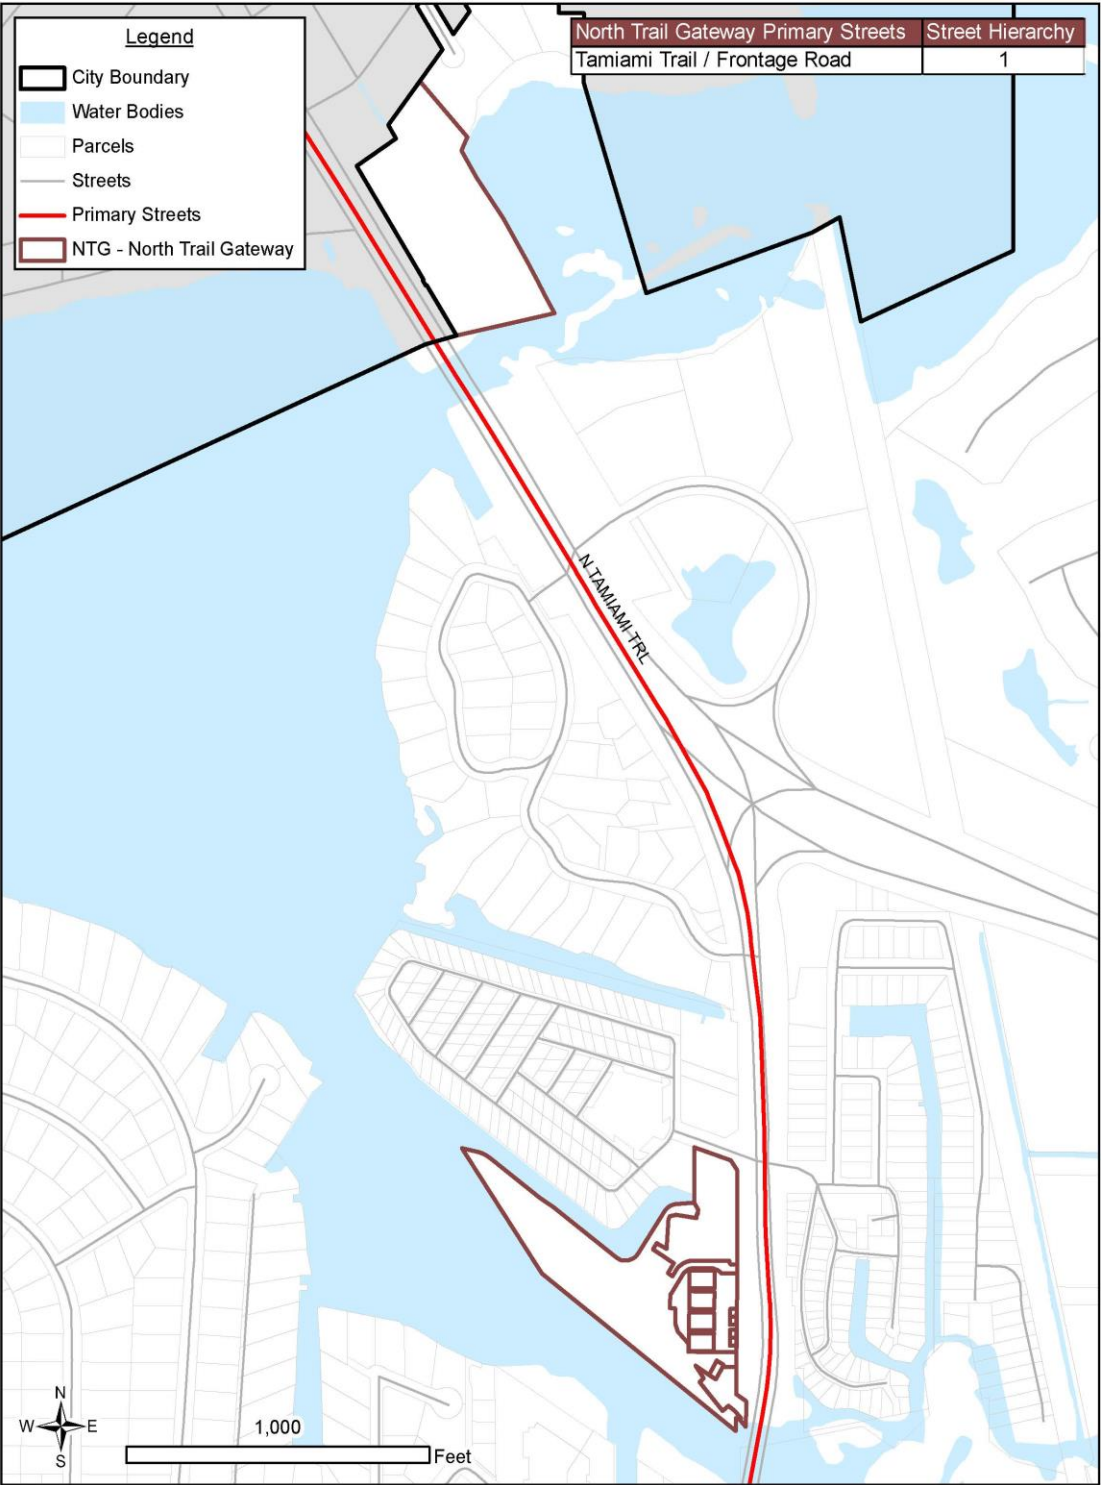 Legend
City Boundary
Water Bodies
Parcels
Streets
Primary Streets
NTG - North Trail Gateway
North Trail Gateway Primary Streets Street Hierarchy
Tamiami Trail / Frontage Road 1
N TAMIAMI TRL
N
W E
S
1,000
Feet